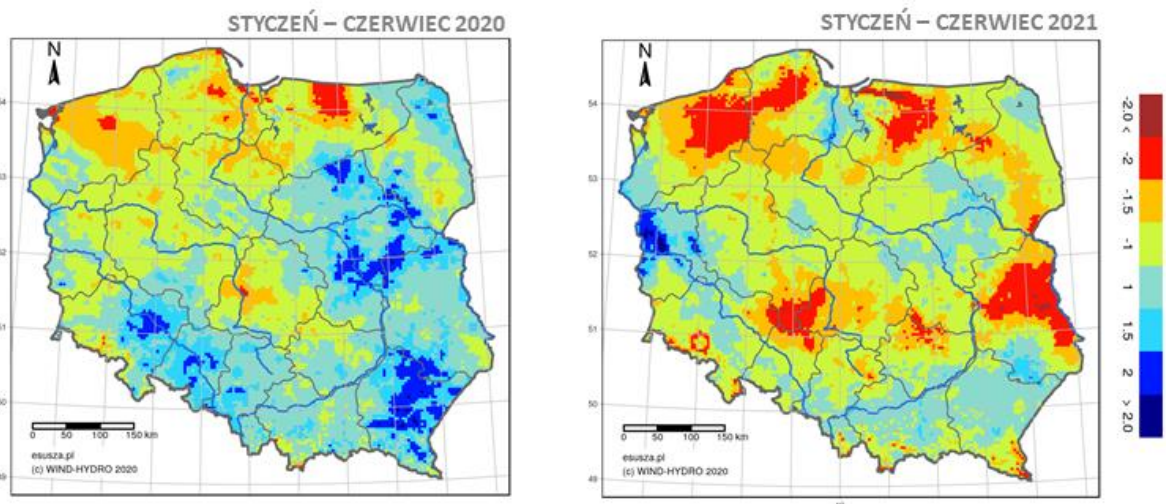 STYCZEŃ – CZERWIEC 2020
N
54
53
52
51
50
49
0 50 100 150 km
esusza.pl
(c) WIND-HYDRO 2020
STYCZEŃ – CZERWIEC 2021
N
54
53
52
51
50
49
0 50 100 150 km
esusza.pl
(c) WIND-HYDRO 2020
-2.0 <
-2
-1.5
-1
1
1.5
2
> 2.0